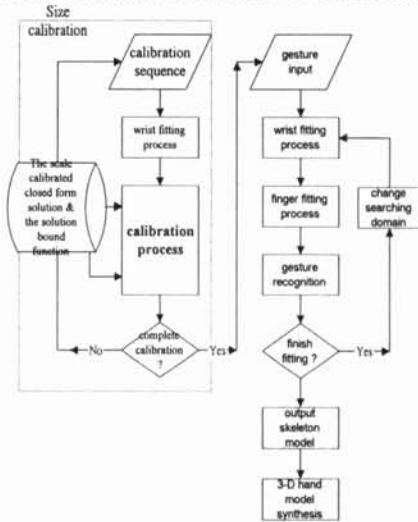 Size
calibration
calibration
sequence
wrist fitting
process
The scale
calibrated
closed form
solution &
the solution
bound
function
calibration
process
complete
calibration
?
No
Yes
gesture
input
wrist fitting
process
finger fitting
process
change
searching
domain
gesture
recognition
finish
fitting ?
Yes
output
skeleton
model
3-D hand
model
synthesis